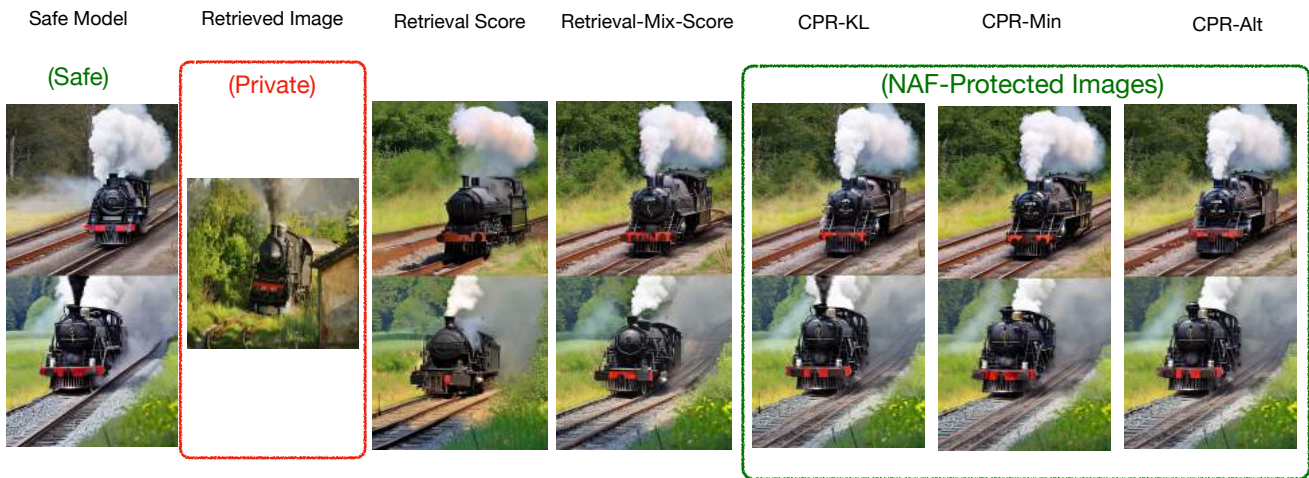 Safe Model
Retrieved Image
Retrieval Score
Retrieval-Mix-Score
CPR-KL
CPR-Min
CPR-Alt
(Safe)
(Private)
(NAF-Protected Images)